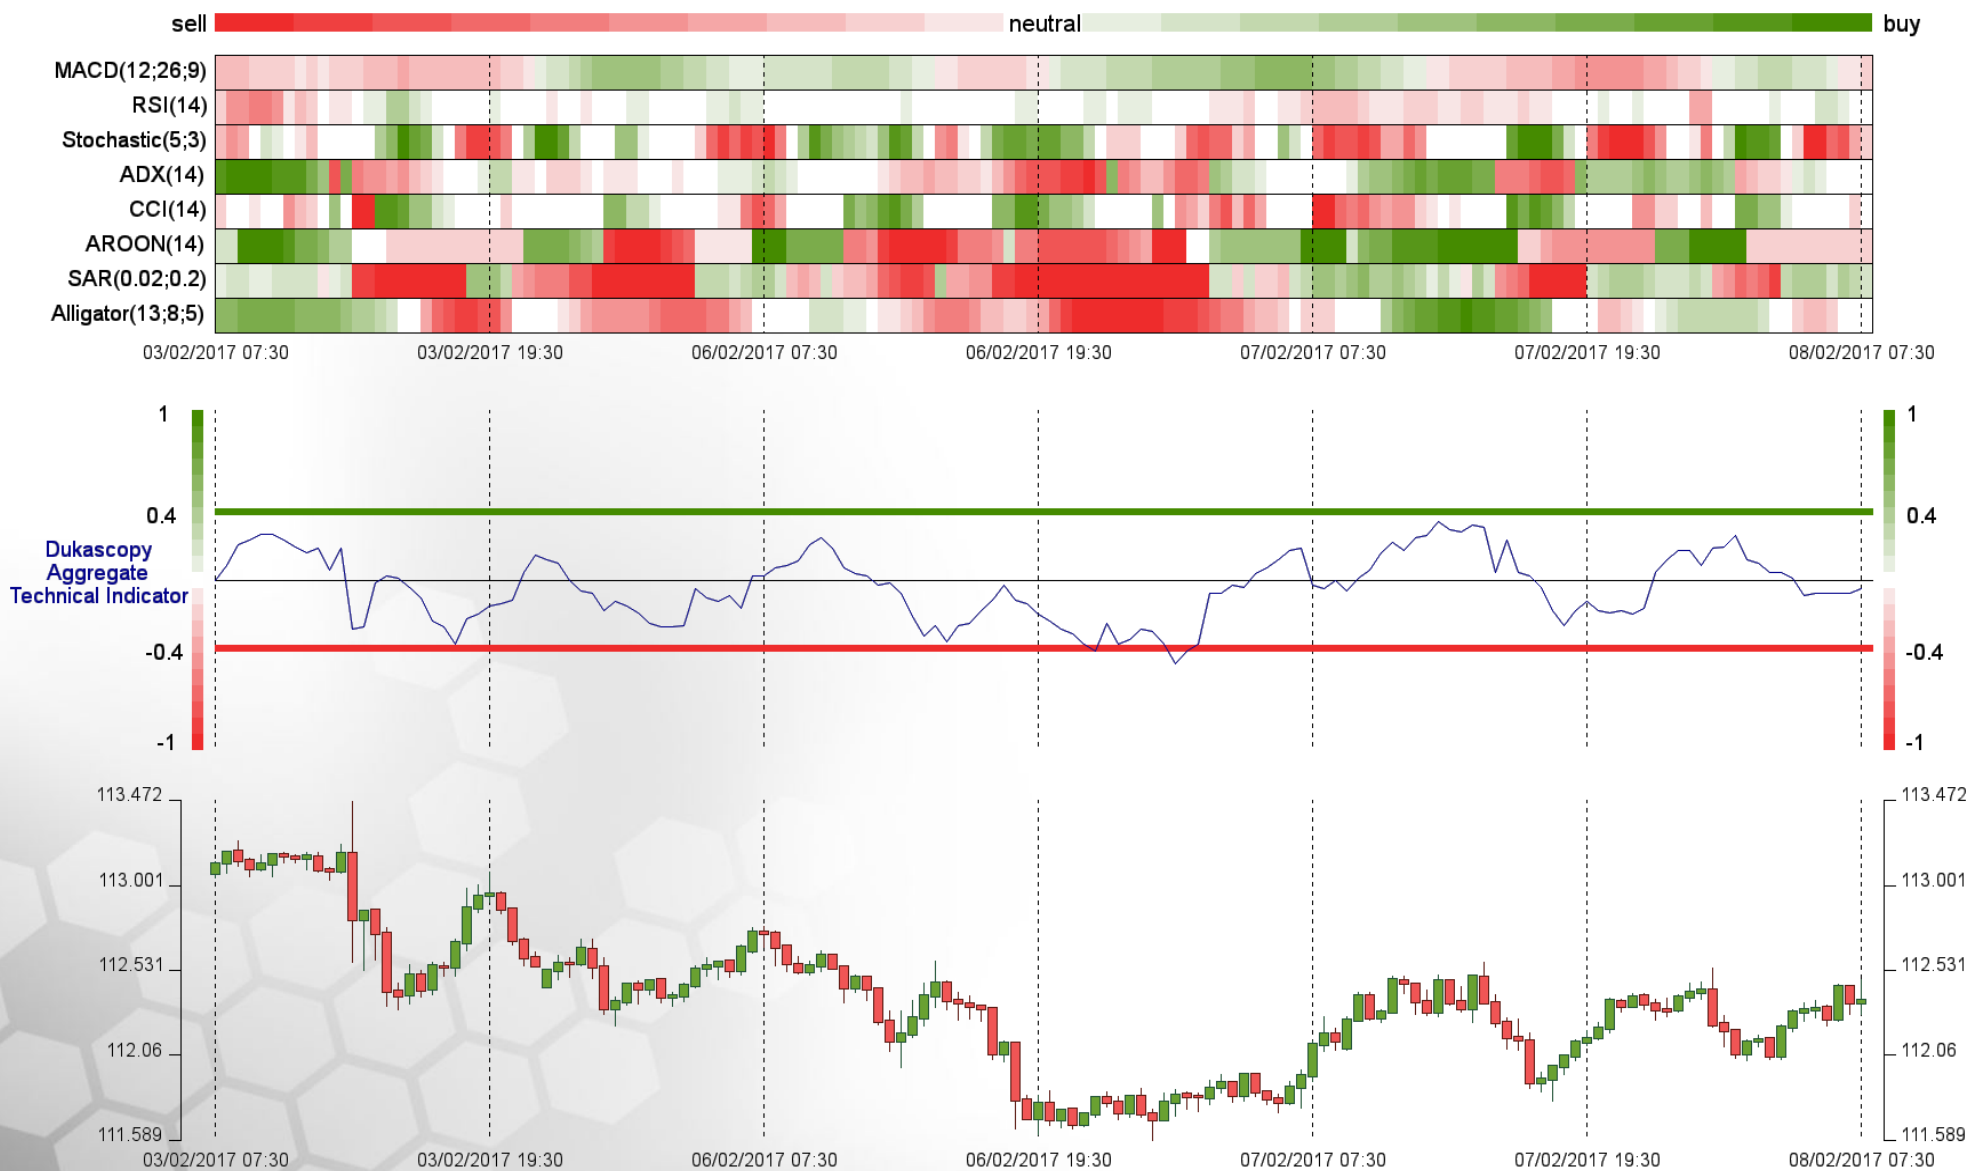 sell neutral buy
MACD(12;26;9)
RSI(14)
Stochastic(5;3)
ADX(14)
CCI(14)
AROON(14)
SAR(0.02;0.2)
Alligator(13;8;5)
03/02/2017 07:30 03/02/2017 19:30 06/02/2017 07:30 06/02/2017 19:30 07/02/2017 07:30 07/02/2017 19:30 08/02/2017 07:30
1 1
0.4 0.4
Dukascopy
Aggregate
Technical Indicator
-0.4 -0.4
-1 -1
113.472 113.472
113.001 113.001
112.531 112.531
112.06 112.06
111.589 111.589
03/02/2017 07:30 03/02/2017 19:30 06/02/2017 07:30 06/02/2017 19:30 07/02/2017 07:30 07/02/2017 19:30 08/02/2017 07:30